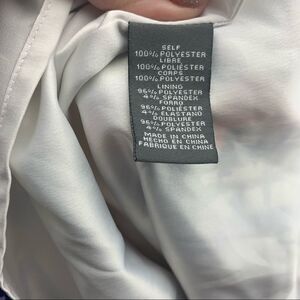 SELF
100% POLYESTER
LIBRE
100% POLIÉSTER
CORPS
100% POLYESTER
LINING
96% POLYESTER
4% SPANDEX
FORRO
96% POLIÉSTER
4% ELASTANO
DOUBLURE
96% POLYESTER
4% SPANDEX
MADE IN CHINA
HECHO EN CHINA
FABRIQUE EN CHINE